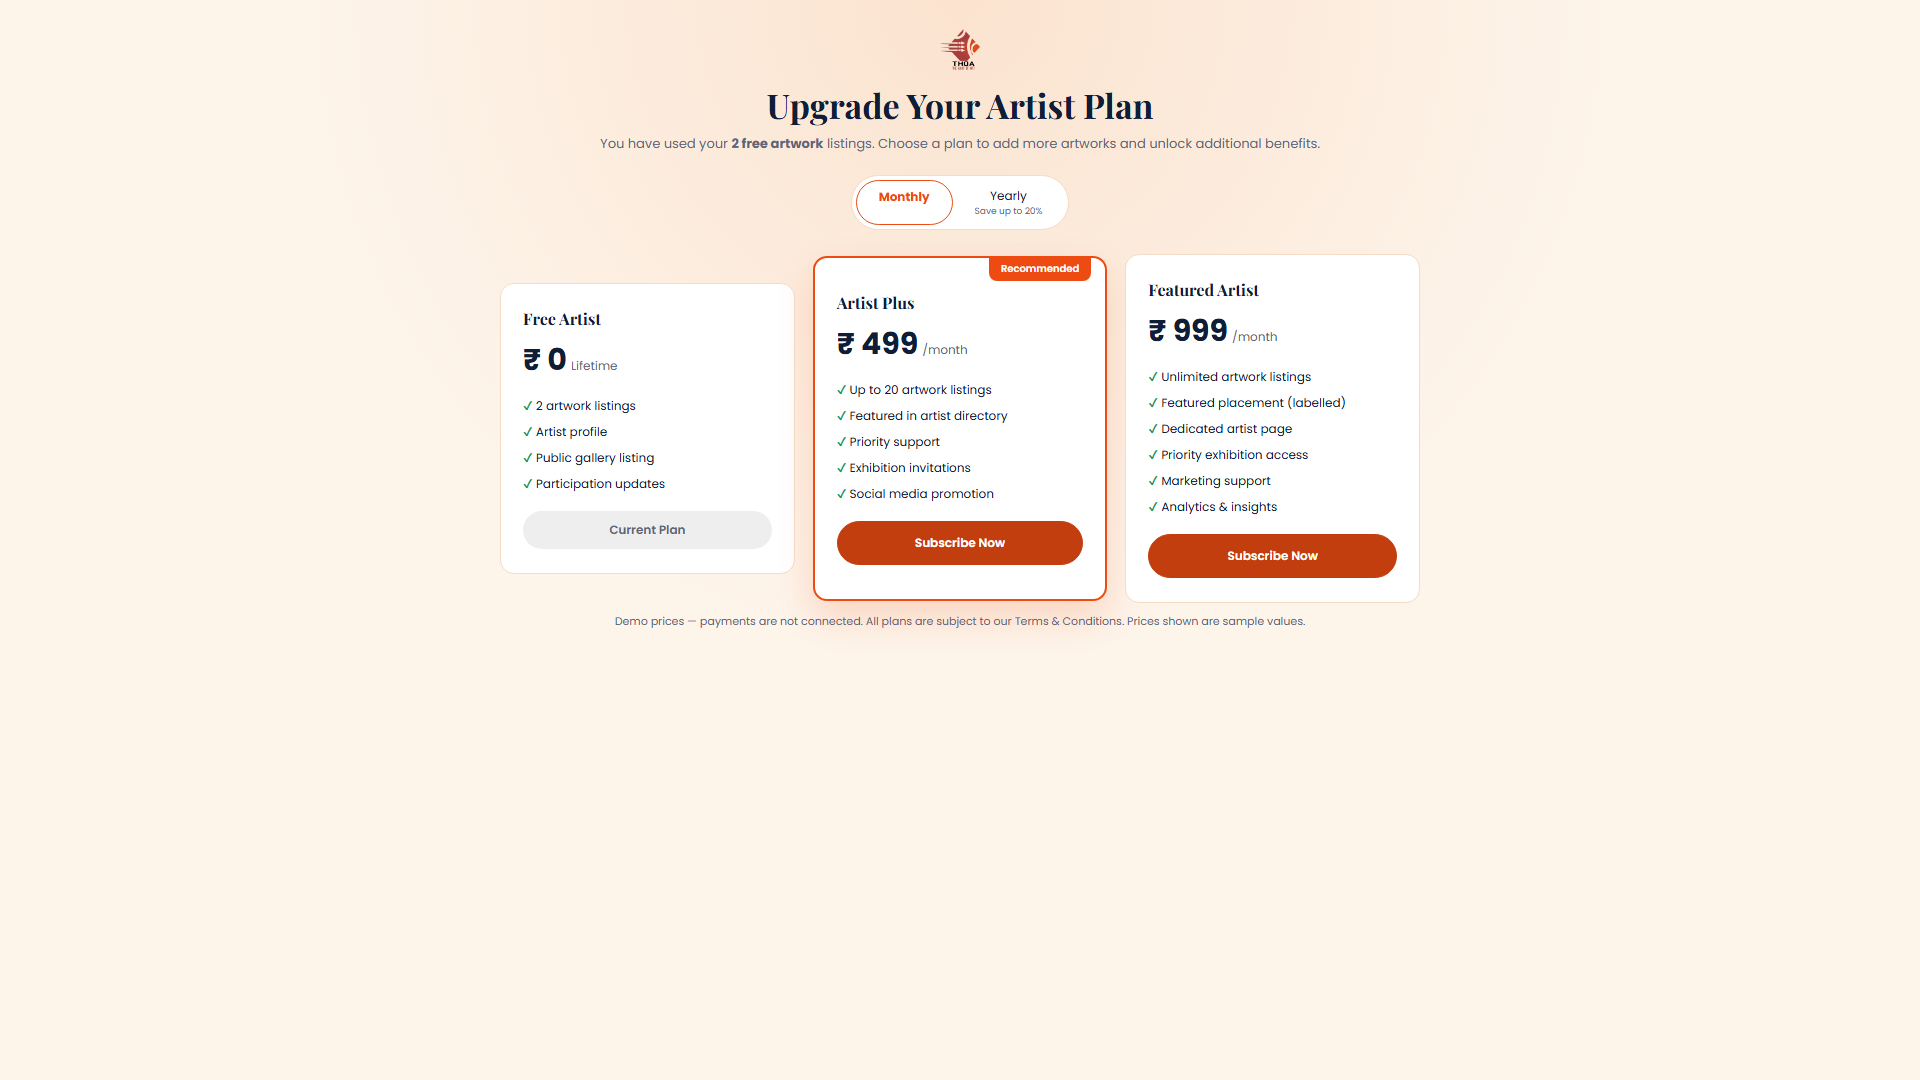 THOA
Upgrade Your Artist Plan
You have used your 2 free artwork listings. Choose a plan to add more artworks and unlock additional benefits.
Monthly
Yearly
Save up to 20%
Free Artist
₹ 0 Lifetime
✓ 2 artwork listings
✓ Artist profile
✓ Public gallery listing
✓ Participation updates
Current Plan
Recommended
Artist Plus
₹ 499 /month
✓ Up to 20 artwork listings
✓ Featured in artist directory
✓ Priority support
✓ Exhibition invitations
✓ Social media promotion
Subscribe Now
Featured Artist
₹ 999 /month
✓ Unlimited artwork listings
✓ Featured placement (labelled)
✓ Dedicated artist page
✓ Priority exhibition access
✓ Marketing support
✓ Analytics & insights
Subscribe Now
Demo prices — payments are not connected. All plans are subject to our Terms & Conditions. Prices shown are sample values.